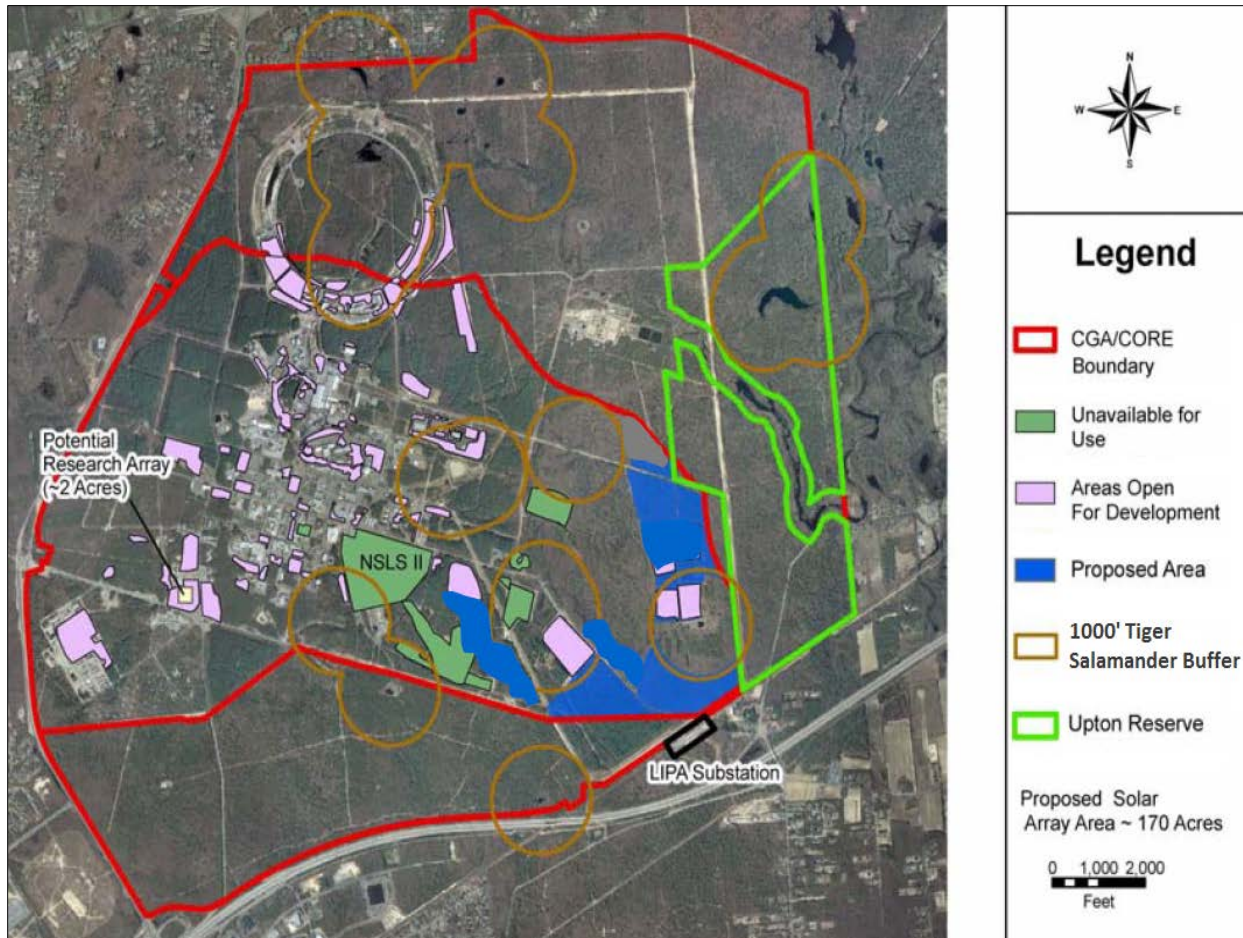 N
W
E
S
Legend
CGA/CORE
Boundary
Unavailable for
Use
Areas Open
For Development
Proposed Area
1000' Tiger
Salamander Buffer
Upton Reserve
Proposed Solar
Array Area ~ 170 Acres
0 1,000 2,000
Feet
Potential
Research Array
(~2 Acres)
NSLS II
LIPA Substation